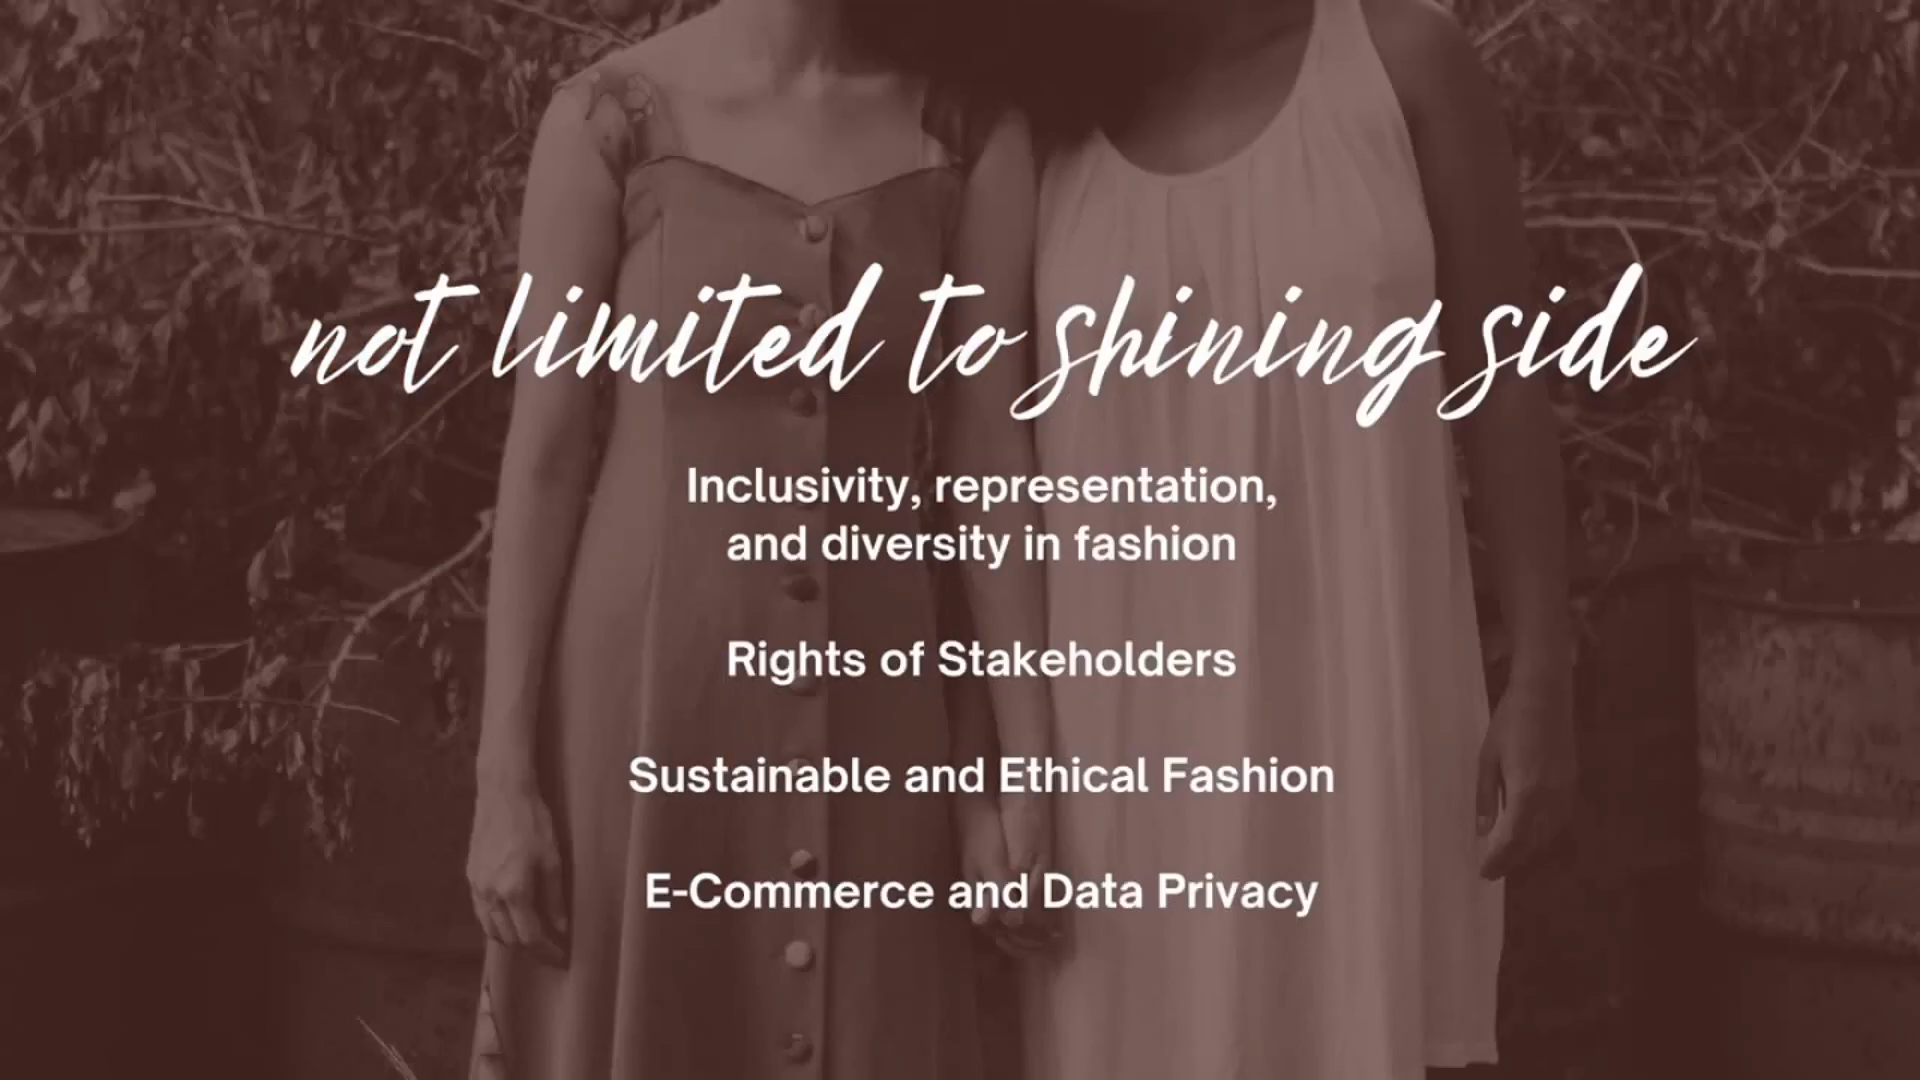 not limited to shining side
Inclusivity, representation,
and diversity in fashion
Rights of Stakeholders
Sustainable and Ethical Fashion
E-Commerce and Data Privacy